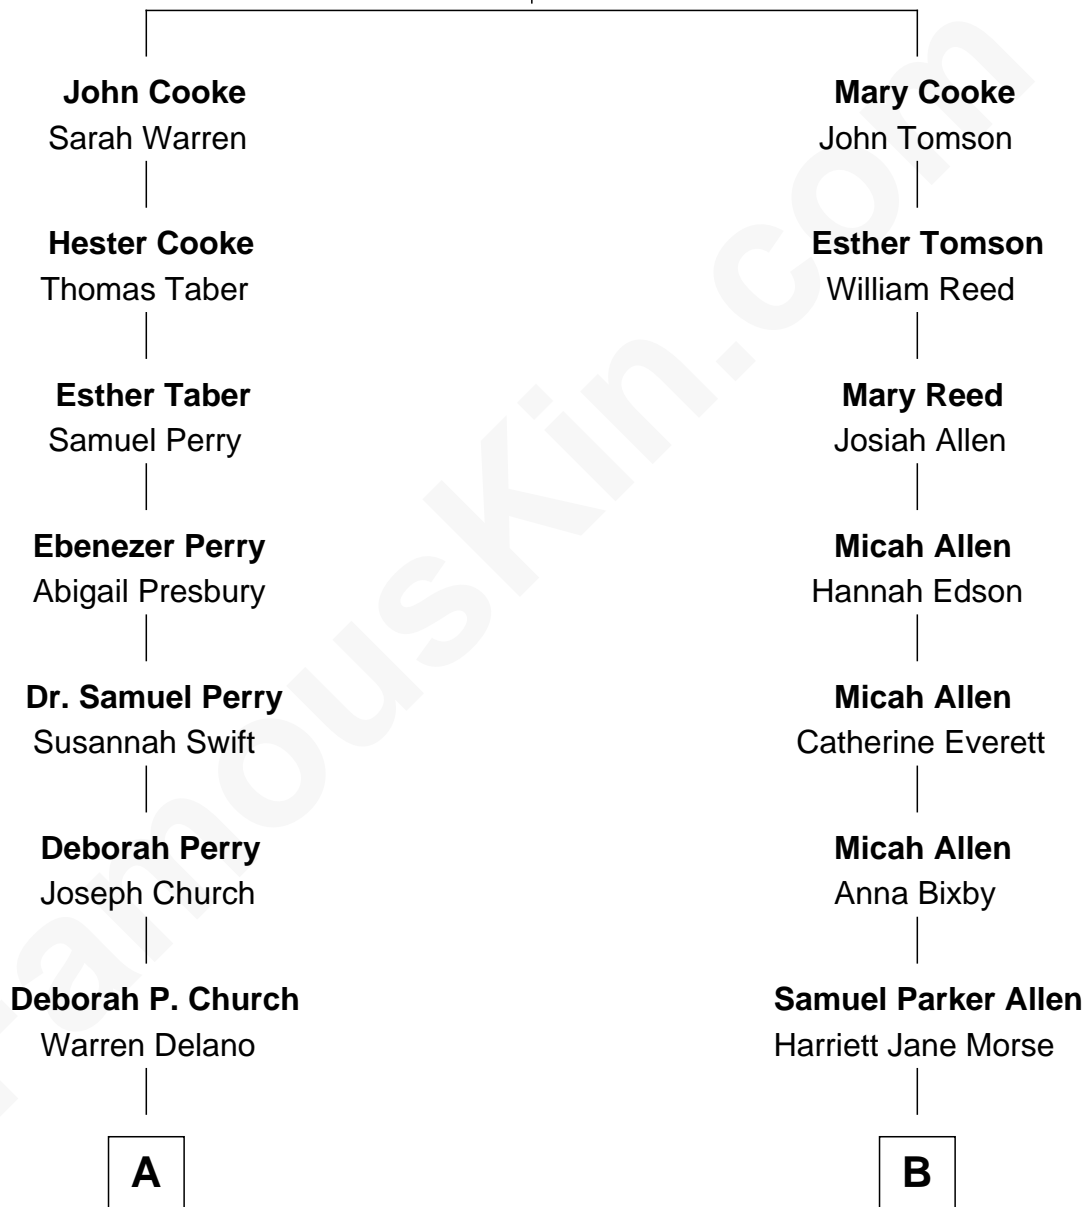 John Cooke
Sarah Warren
Mary Cooke
John Tomson
Hester Cooke
Thomas Taber
Esther Tomson
William Reed
Esther Taber
Samuel Perry
Mary Reed
Josiah Allen
Ebenezer Perry
Abigail Presbury
Micah Allen
Hannah Edson
Dr. Samuel Perry
Susannah Swift
Micah Allen
Catherine Everett
Deborah Perry
Joseph Church
Micah Allen
Anna Bixby
Deborah P. Church
Warren Delano
Samuel Parker Allen
Harriett Jane Morse
A
B
FamousKin.com